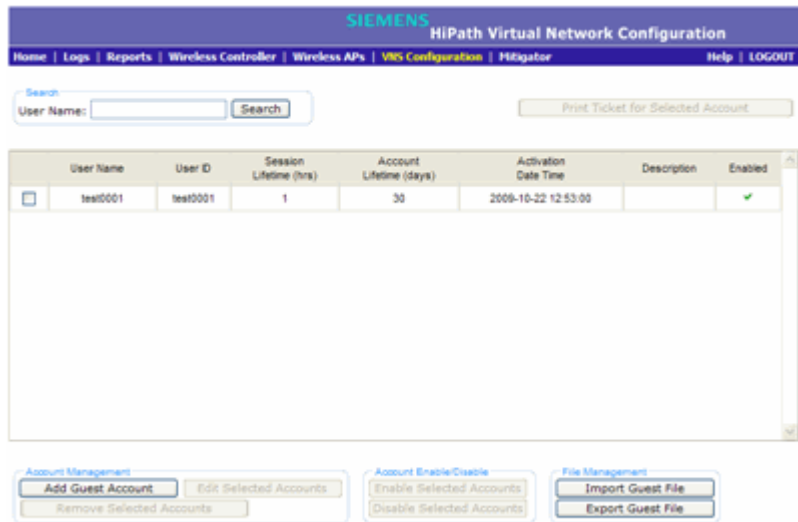 SIEMENS
HiPath Virtual Network Configuration
Home | Logs | Reports | Wireless Controller | Wireless APs | VNS Configuration | Mitigator Help | LOGOUT
Search
User Name: Search Print Ticket for Selected Account
User Name User ID Session Lifetime (hrs) Account Lifetime (days) Activation Date Time Description Enabled
test0001 test0001 1 30 2009-10-22 12:53:00
Account Management Account Enable/Disable File Management
Add Guest Account Edit Selected Accounts Enable Selected Accounts Import Guest File
Remove Selected Accounts Disable Selected Accounts Export Guest File